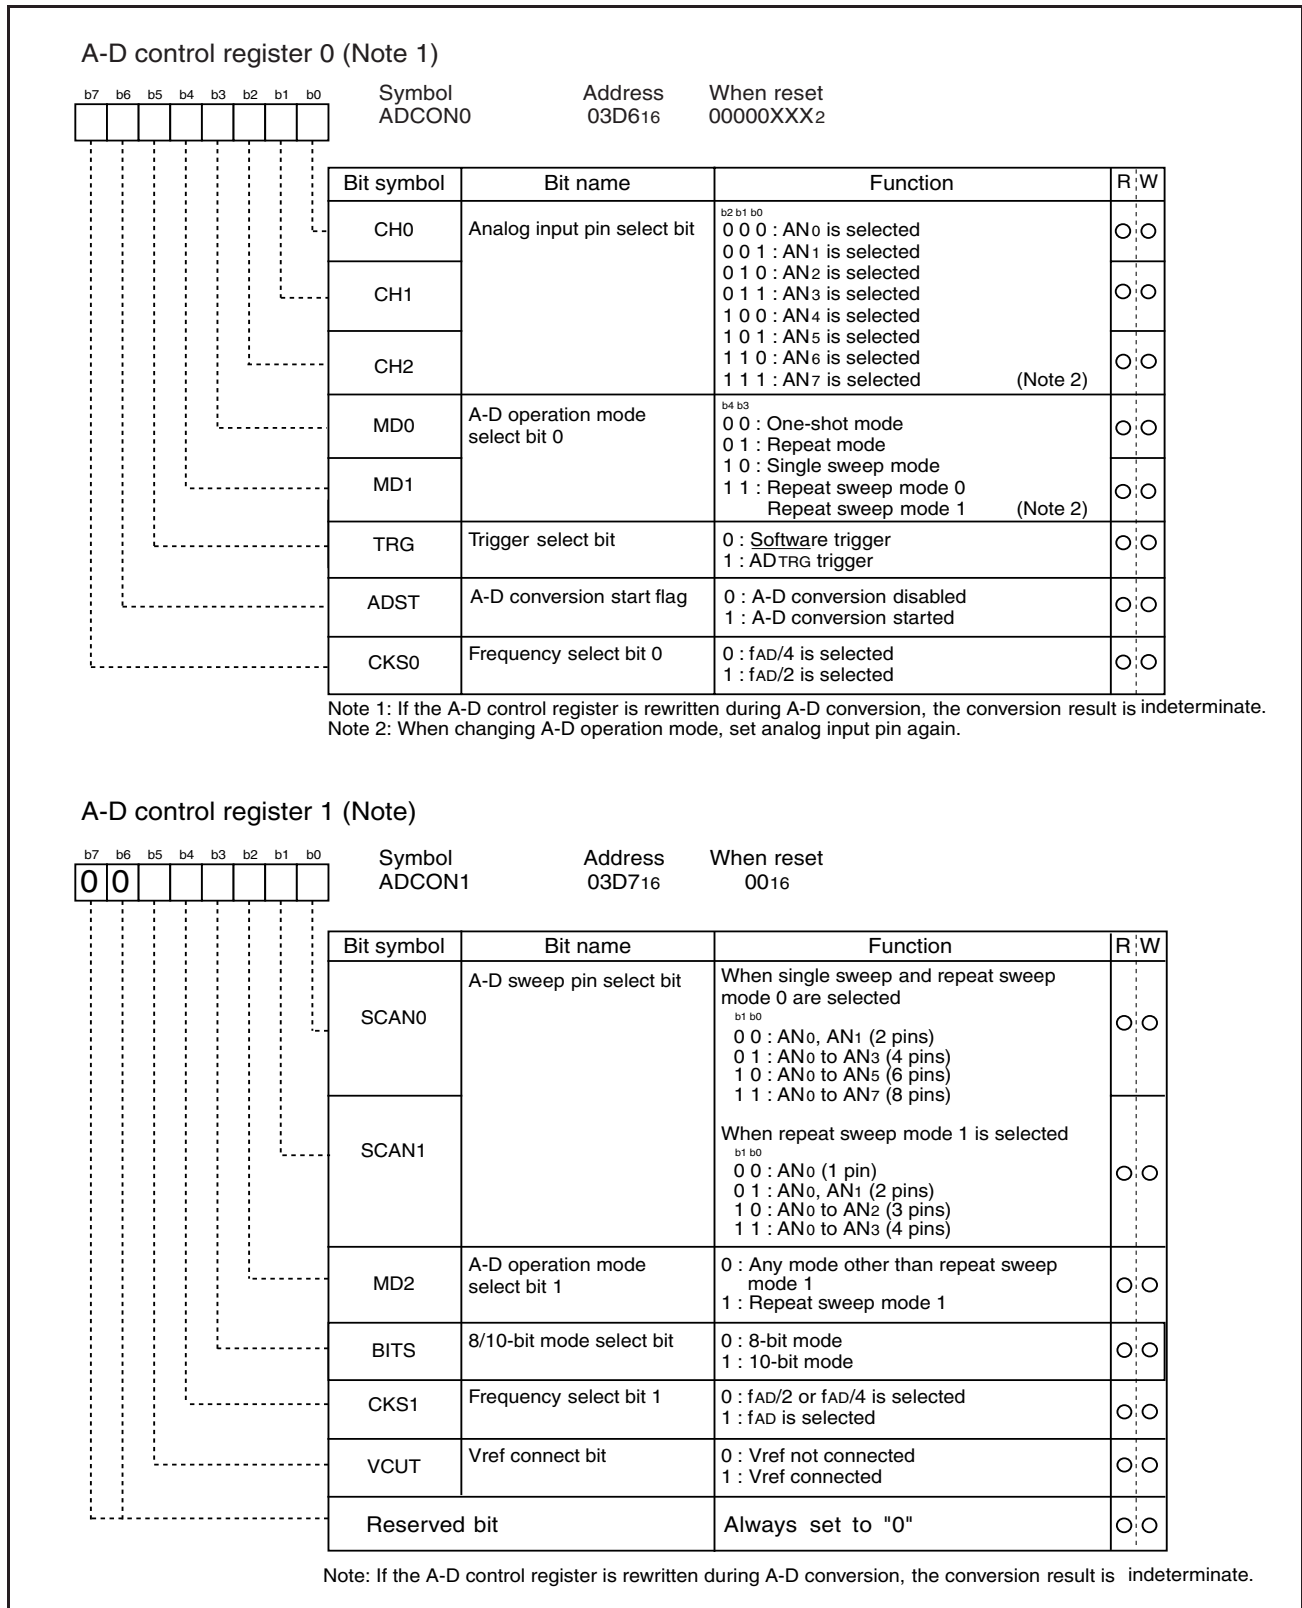 A-D control register 0 (Note 1)
b7 b6 b5 b4 b3 b2 b1 b0
Symbol Address When reset
ADCON0 03D616 00000XXX2
Bit symbol Bit name Function R W
CH0 Analog input pin select bit
b2 b1 b0
0 0 0 : AN0 is selected
0 0 1 : AN1 is selected
0 1 0 : AN2 is selected
CH1
0 1 1 : AN3 is selected
1 0 0 : AN4 is selected
1 0 1 : AN5 is selected
CH2
1 1 0 : AN6 is selected
1 1 1 : AN7 is selected (Note 2)
MD0 A-D operation mode
select bit 0
b4 b3
0 0 : One-shot mode
0 1 : Repeat mode
MD1
1 0 : Single sweep mode
1 1 : Repeat sweep mode 0
Repeat sweep mode 1 (Note 2)
TRG Trigger select bit 0 : Software trigger
1 : ADTRG trigger
ADST A-D conversion start flag 0 : A-D conversion disabled
1 : A-D conversion started
CKS0 Frequency select bit 0 0 : fAD/4 is selected
1 : fAD/2 is selected
Note 1: If the A-D control register is rewritten during A-D conversion, the conversion result is indeterminate.
Note 2: When changing A-D operation mode, set analog input pin again.
A-D control register 1 (Note)
b7 b6 b5 b4 b3 b2 b1 b0
0 0
Symbol Address When reset
ADCON1 03D716 0016
Bit symbol Bit name Function R W
SCAN0 A-D sweep pin select bit
When single sweep and repeat sweep
mode 0 are selected
b1 b0
0 0 : AN0, AN1 (2 pins)
0 1 : AN0 to AN3 (4 pins)
1 0 : AN0 to AN5 (6 pins)
1 1 : AN0 to AN7 (8 pins)
SCAN1
When repeat sweep mode 1 is selected
b1 b0
0 0 : AN0 (1 pin)
0 1 : AN0, AN1 (2 pins)
1 0 : AN0 to AN2 (3 pins)
1 1 : AN0 to AN3 (4 pins)
MD2 A-D operation mode
select bit 1
0 : Any mode other than repeat sweep
mode 1
1 : Repeat sweep mode 1
BITS 8/10-bit mode select bit 0 : 8-bit mode
1 : 10-bit mode
CKS1 Frequency select bit 1 0 : fAD/2 or fAD/4 is selected
1 : fAD is selected
VCUT Vref connect bit 0 : Vref not connected
1 : Vref connected
Reserved bit Always set to "0"
Note: If the A-D control register is rewritten during A-D conversion, the conversion result is indeterminate.